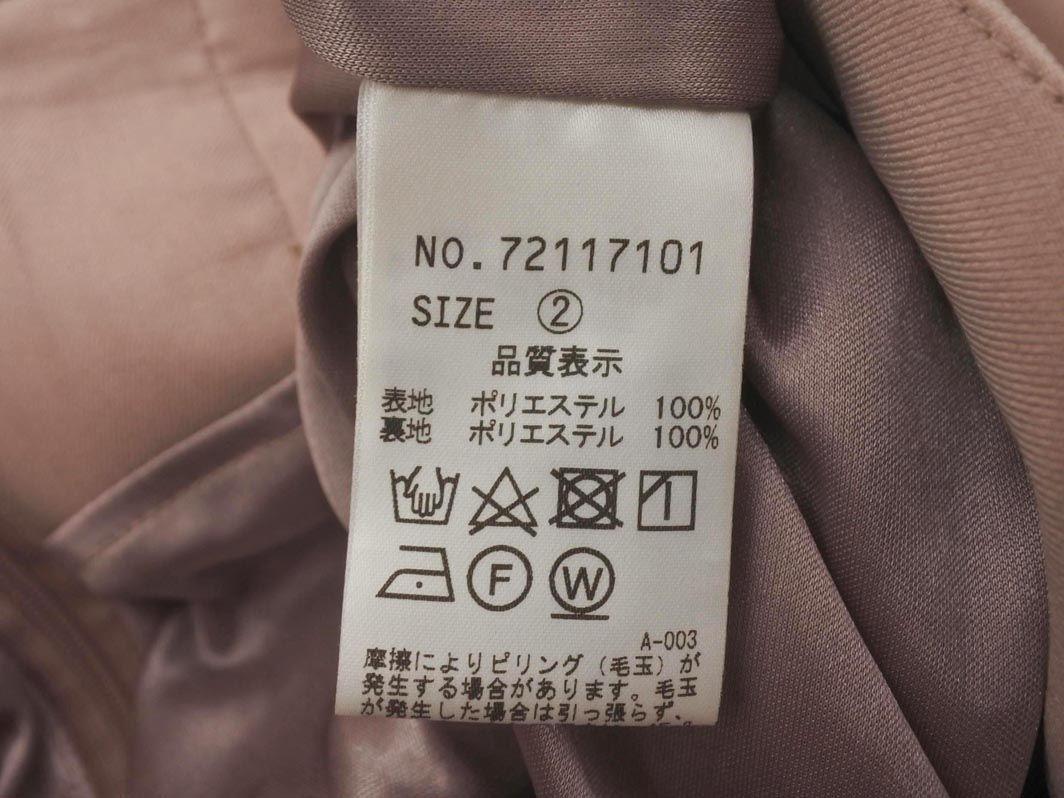 NO.72117101
SIZE ②
品質表示
表地 ポリエステル 100%
裏地 ポリエステル 100%
F W
A-003
摩擦によりピリング(毛玉)が
発生する場合があります。毛玉
が発生した場合は引っ張らず、